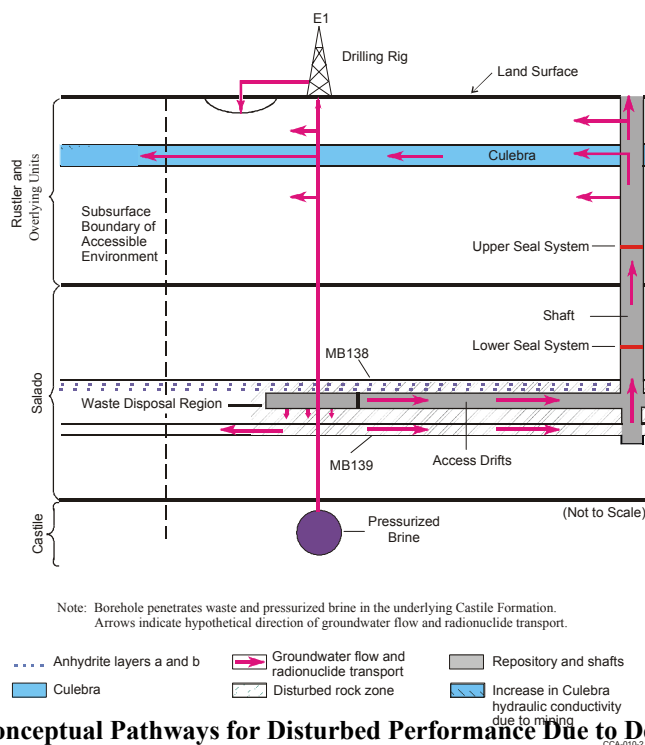 E1
Drilling Rig
Land Surface
Culebra
Rustler and
Overlying Units
Subsurface
Boundary of
Accessible
Environment
Upper Seal System
Shaft
Lower Seal System
MB138
Salado
Waste Disposal Region
MB139
Access Drifts
(Not to Scale)
Castile
Pressurized
Brine
Note: Borehole penetrates waste and pressurized brine in the underlying Castile Formation.
Arrows indicate hypothetical direction of groundwater flow and radionuclide transport.
Anhydrite layers a and b
Groundwater flow and
radionuclide transport
Repository and shafts
Culebra
Disturbed rock zone
Increase in Culebra
hydraulic conductivity
due to mining
onceptual Pathways for Disturbed Performance Due to De
CCA-010-2